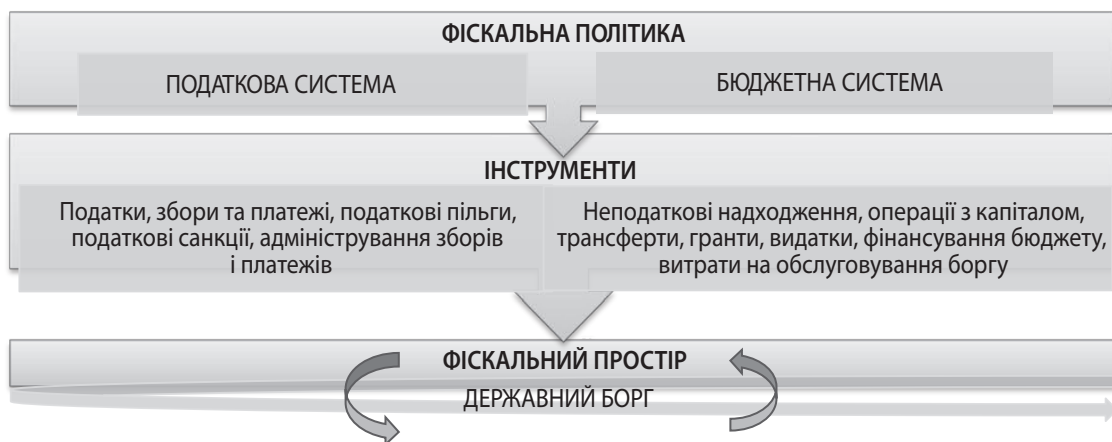 ФІСКАЛЬНА ПОЛІТИКА
ПОДАТКОВА СИСТЕМА
БЮДЖЕТНА СИСТЕМА
ІНСТРУМЕНТИ
Податки, збори та платежі, податкові пільги,
податкові санкції, адміністрування зборів
і платежів
Неподаткові надходження, операції з капіталом,
трансферти, гранти, видатки, фінансування бюджету,
витрати на обслуговування боргу
ФІСКАЛЬНИЙ ПРОСТІР
ДЕРЖАВНИЙ БОРГ